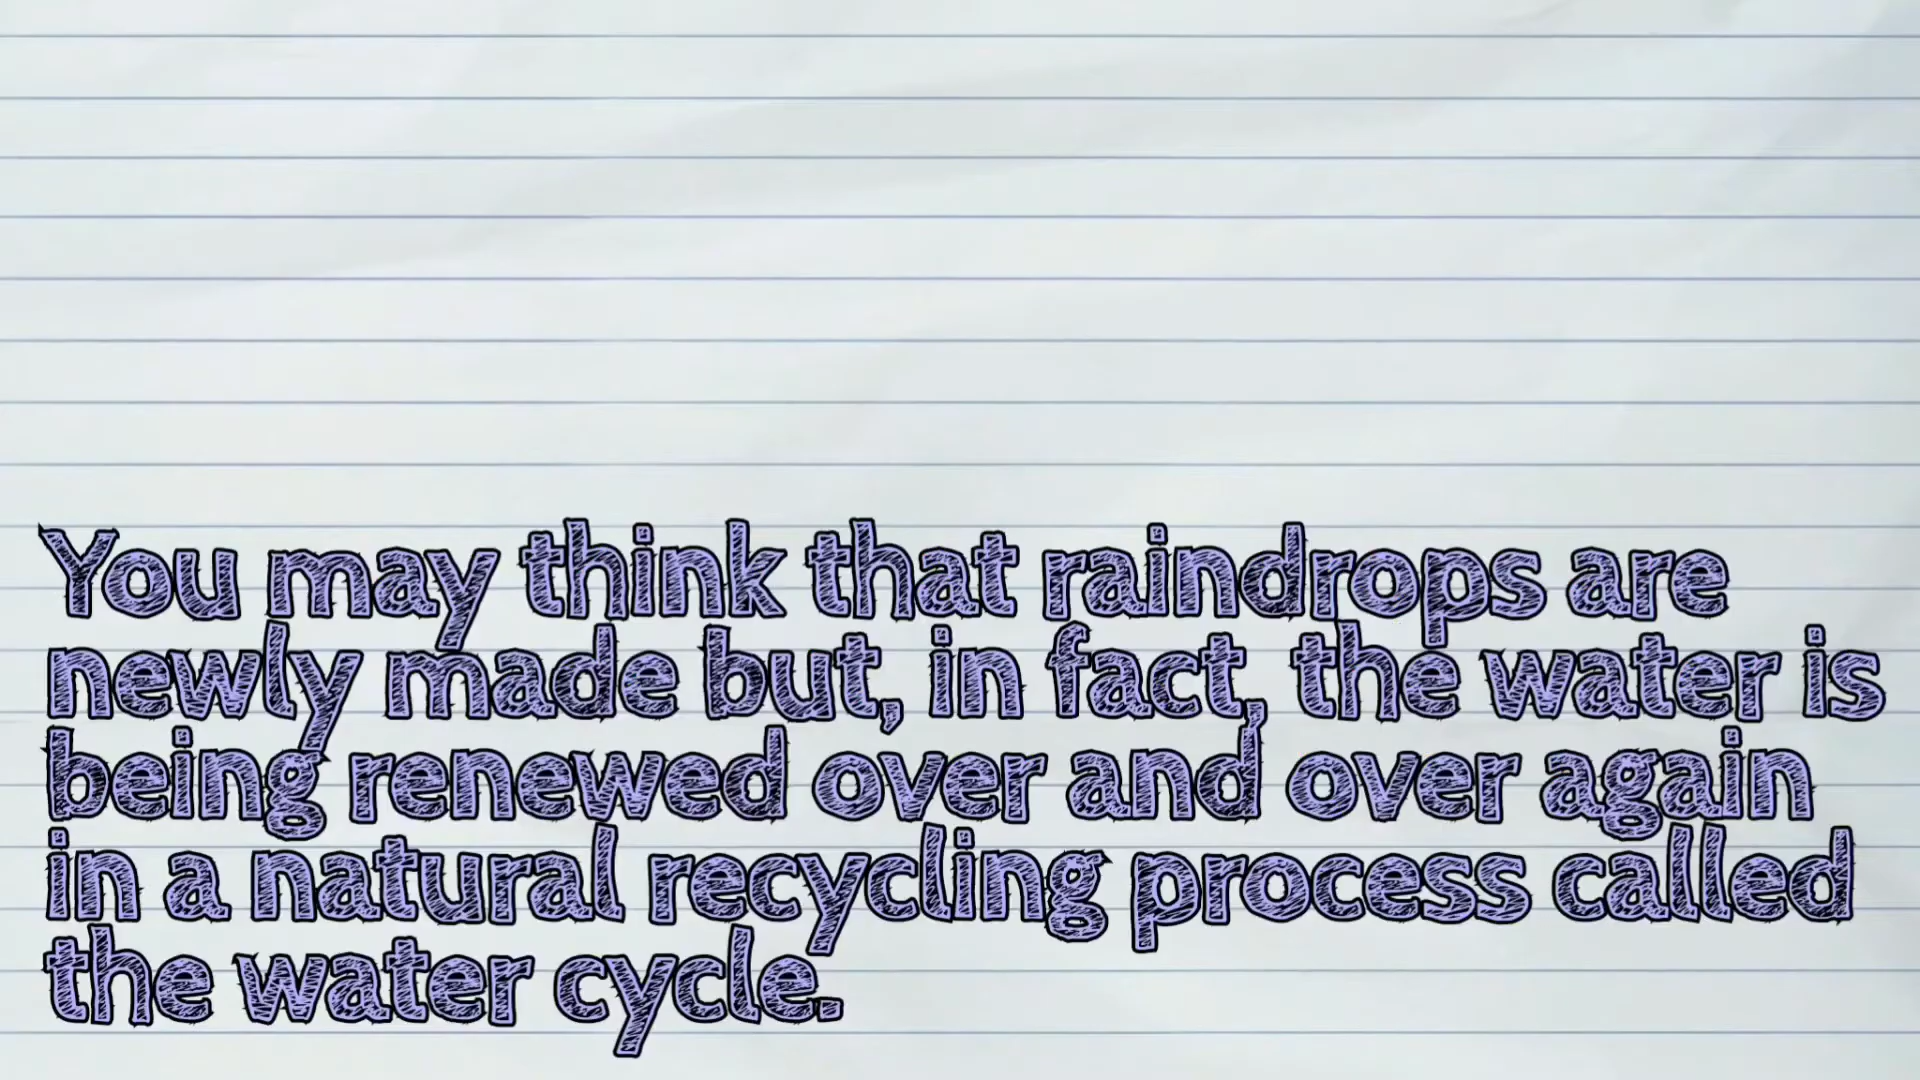 You may think that raindrops are
newly made but, in fact, the water is
being renewed over and over again
in a natural recycling process called
the water cycle.